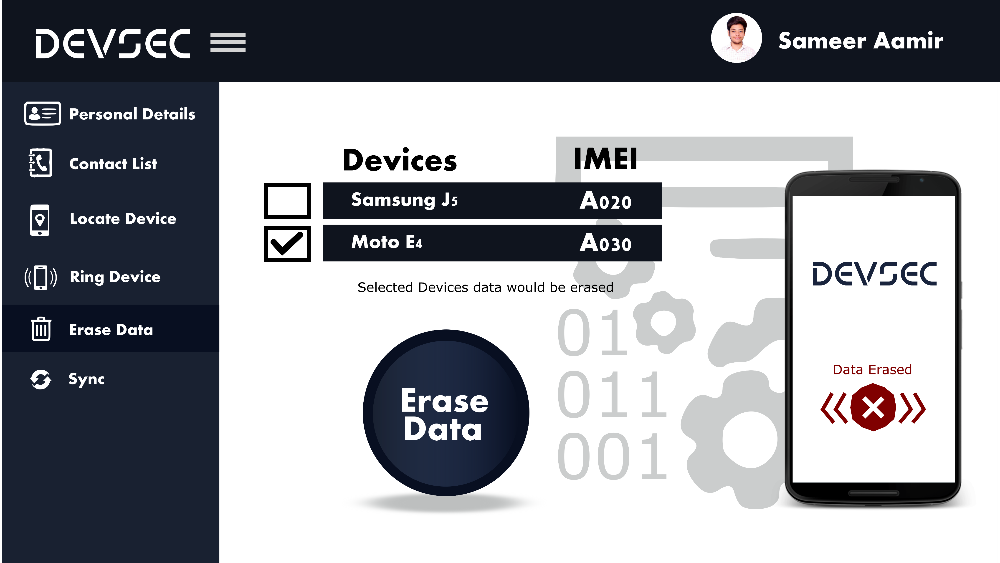 DEVSEC
Sameer Aamir
Personal Details
Contact List
Locate Device
Ring Device
Erase Data
Sync
Devices IMEI
Samsung J5 A020
Moto E4 A030
Selected Devices data would be erased
Erase
Data
01
011
001
DEVSEC
Data Erased